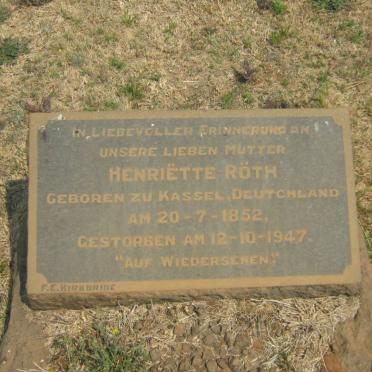 IN LIEBEVOLLER ERINNERUNG AN
UNSERE LIEBEN MUTTER
HENRIËTTE RÖTH
GEBOREN ZU KASSEL, DEUTCHLAND
AM 20-7-1852,
GESTORBEN AM 12-10-1947.
"AUF WIEDERSEHEN."
F.E. KIRKBRIDE